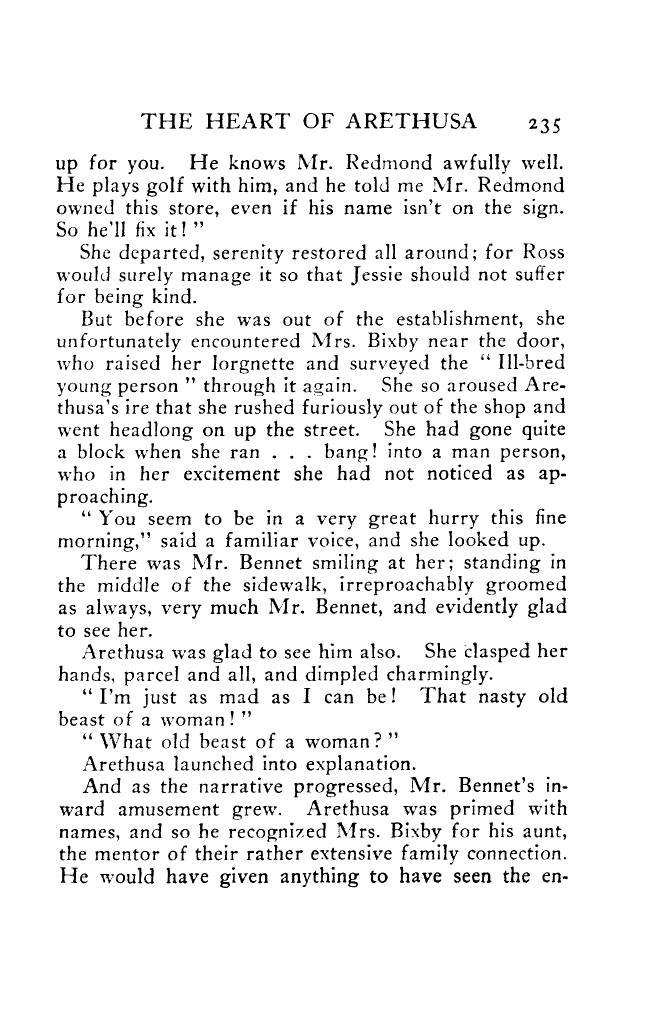 THE HEART OF ARETHUSA 235
up for you. He knows Mr. Redmond awfully well.
He plays golf with him, and he told me Mr. Redmond
owned this store, even if his name isn't on the sign.
So he'll fix it! "
She departed, serenity restored all around; for Ross
would surely manage it so that Jessie should not suffer
for being kind.
But before she was out of the establishment, she
unfortunately encountered Mrs. Bixby near the door,
who raised her lorgnette and surveyed the " Ill-bred
young person " through it again. She so aroused Are-
thusa's ire that she rushed furiously out of the shop and
went headlong on up the street. She had gone quite
a block when she ran . . . bang! into a man person,
who in her excitement she had not noticed as ap-
proaching.
" You seem to be in a very great hurry this fine
morning," said a familiar voice, and she looked up.
There was Mr. Bennet smiling at her; standing in
the middle of the sidewalk, irreproachably groomed
as always, very much Mr. Bennet, and evidently glad
to see her.
Arethusa was glad to see him also. She clasped her
hands, parcel and all, and dimpled charmingly.
" I'm just as mad as I can be! That nasty old
beast of a woman! "
" What old beast of a woman? "
Arethusa launched into explanation.
And as the narrative progressed, Mr. Bennet's in-
ward amusement grew. Arethusa was primed with
names, and so he recognized Mrs. Bixby for his aunt,
the mentor of their rather extensive family connection.
He would have given anything to have seen the en-